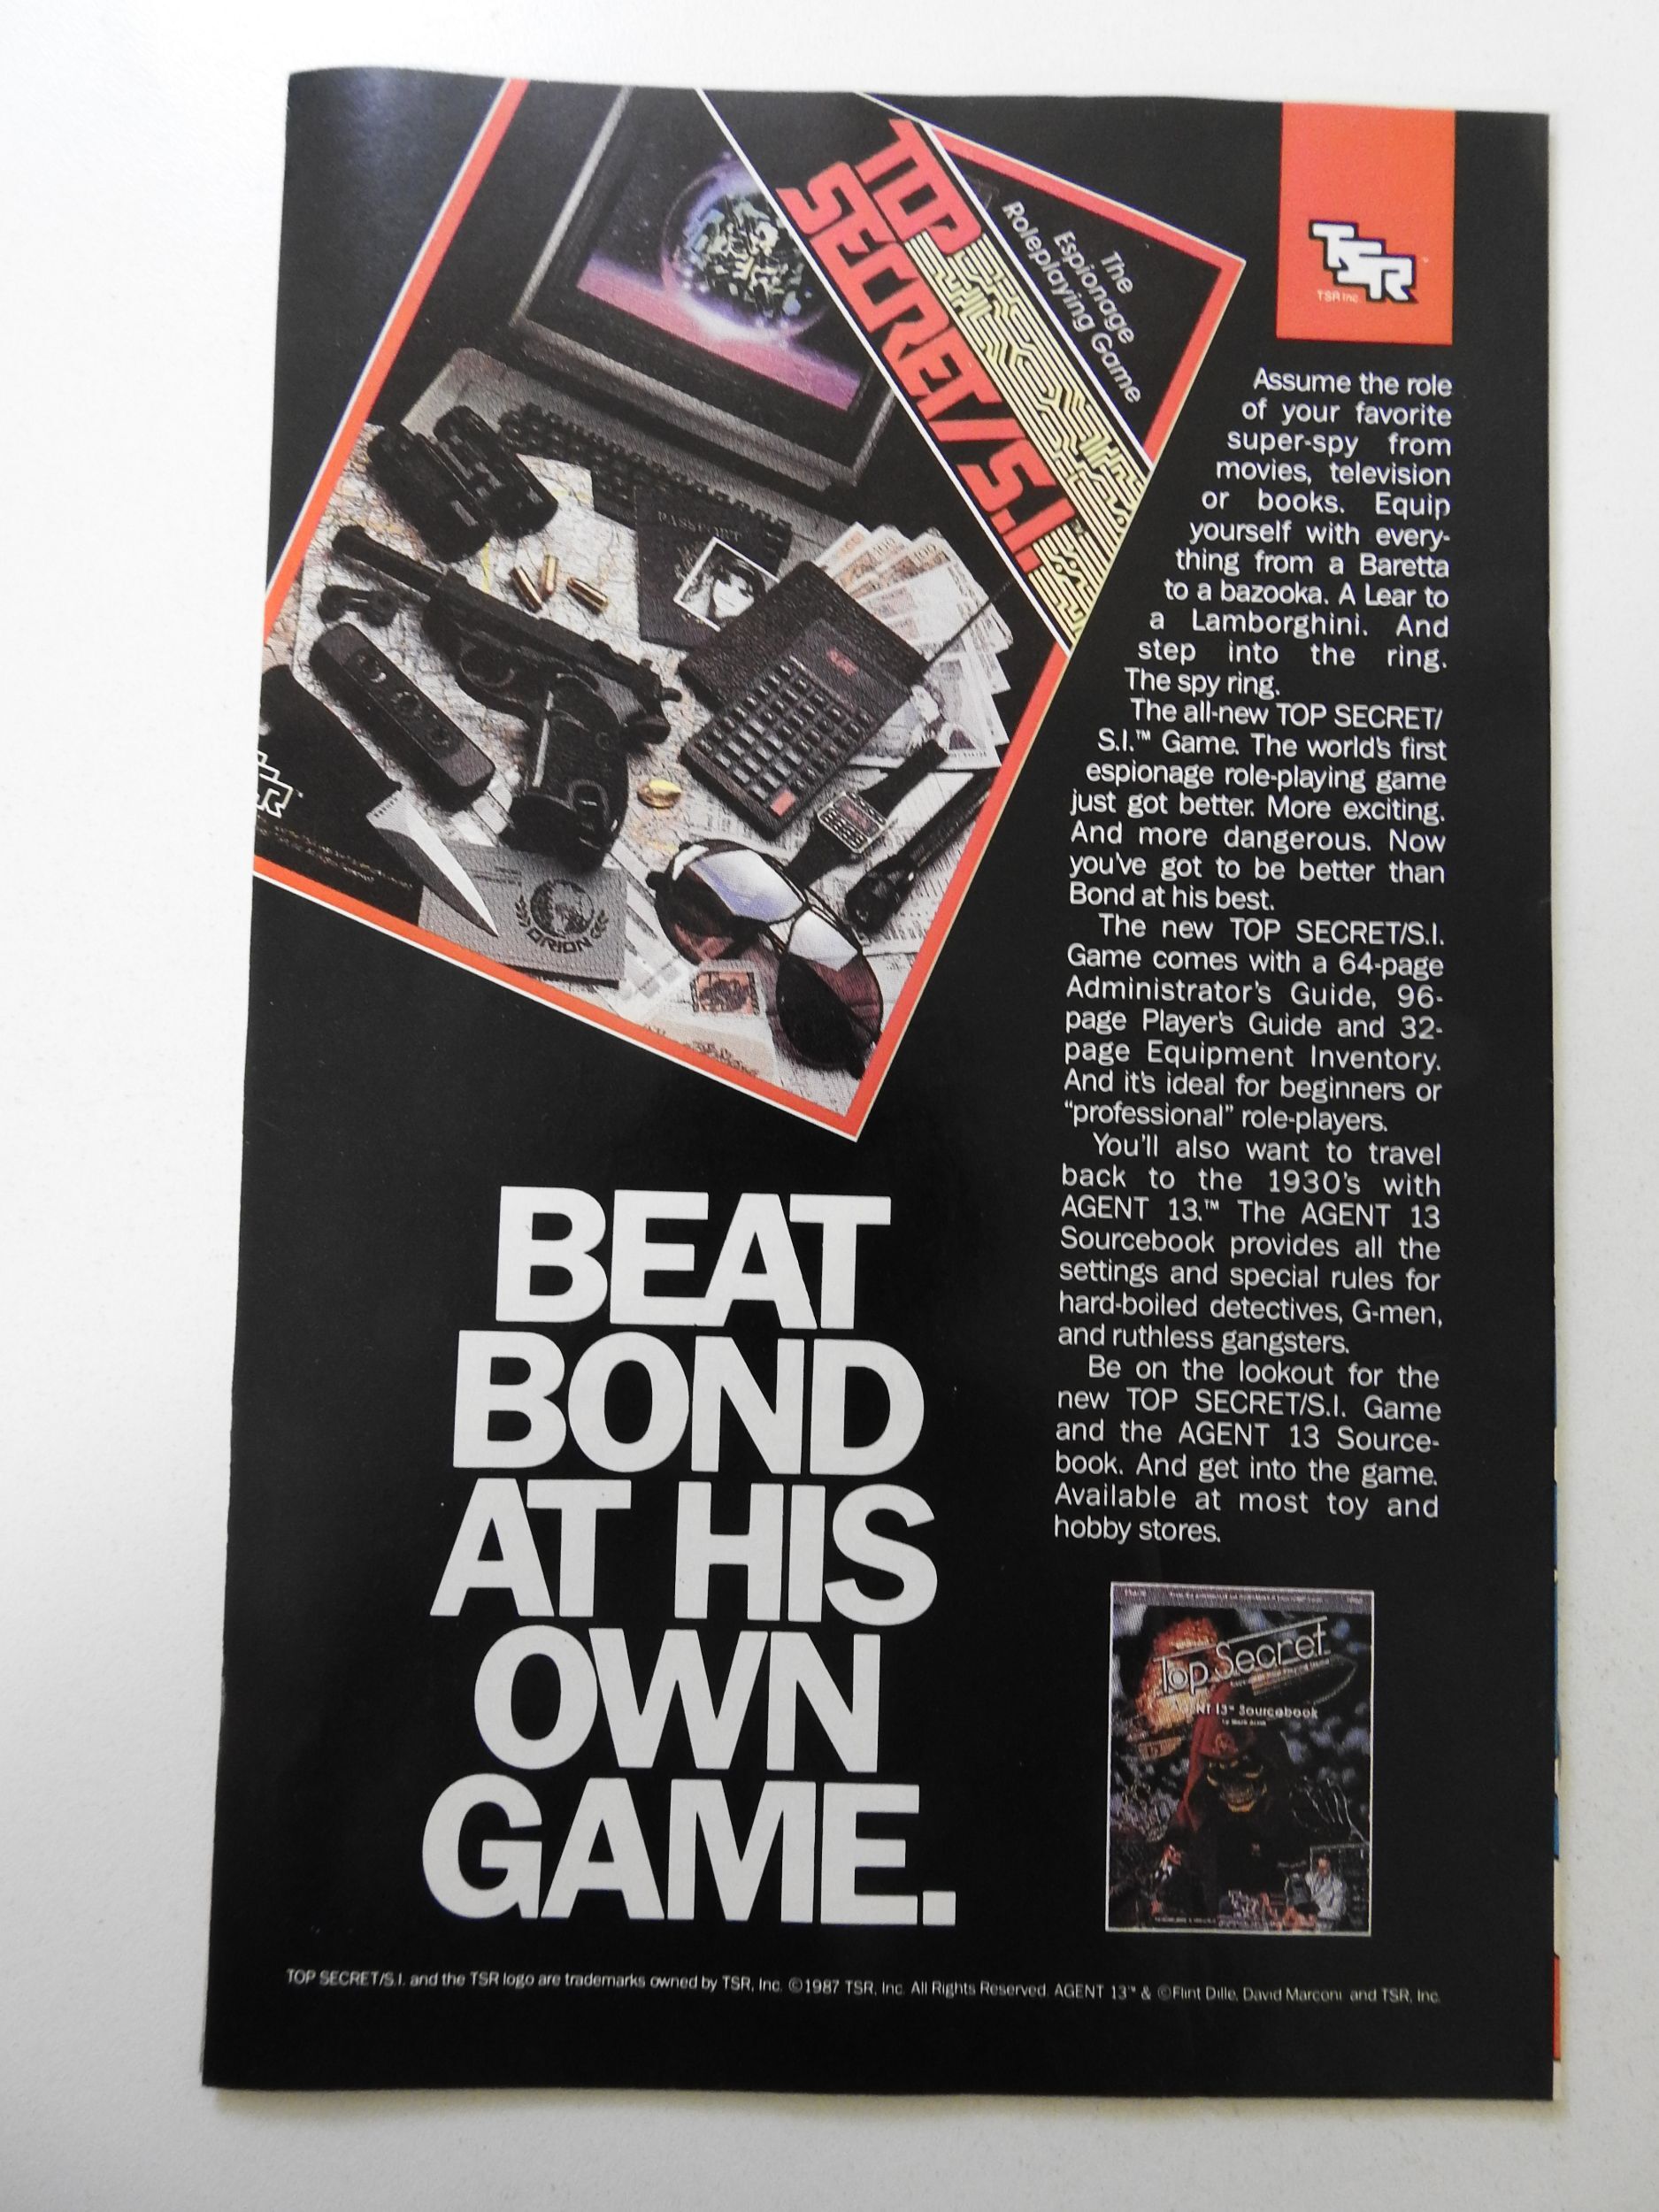 TOP
SECRET/S.I.™
The
Espionage
Roleplaying Game
PASSPORT
ORION
TSR ™
TSR Inc
Assume the role
of your favorite
super-spy from
movies, television
or books. Equip
yourself with every-
thing from a Baretta
to a bazooka. A Lear to
a Lamborghini. And
step into the ring.
The spy ring.
The all-new TOP SECRET/
S.I.™ Game. The world's first
espionage role-playing game
just got better. More exciting.
And more dangerous. Now
you've got to be better than
Bond at his best.
The new TOP SECRET/S.I.
Game comes with a 64-page
Administrator's Guide, 96-
page Player's Guide and 32-
page Equipment Inventory.
And it's ideal for beginners or
“professional” role-players.
You'll also want to travel
back to the 1930's with
AGENT 13.™ The AGENT 13
Sourcebook provides all the
settings and special rules for
hard-boiled detectives, G-men,
and ruthless gangsters.
Be on the lookout for the
new TOP SECRET/S.I. Game
and the AGENT 13 Source-
book. And get into the game.
Available at most toy and
hobby stores.
BEAT
BOND
AT HIS
OWN
GAME.
Top Secret
13™ Sourcebook
TOP SECRET/S.I. and the TSR logo are trademarks owned by TSR, Inc. ©1987 TSR, Inc. All Rights Reserved. AGENT 13™ & ©Flint Dille, David Marconi and TSR, Inc.